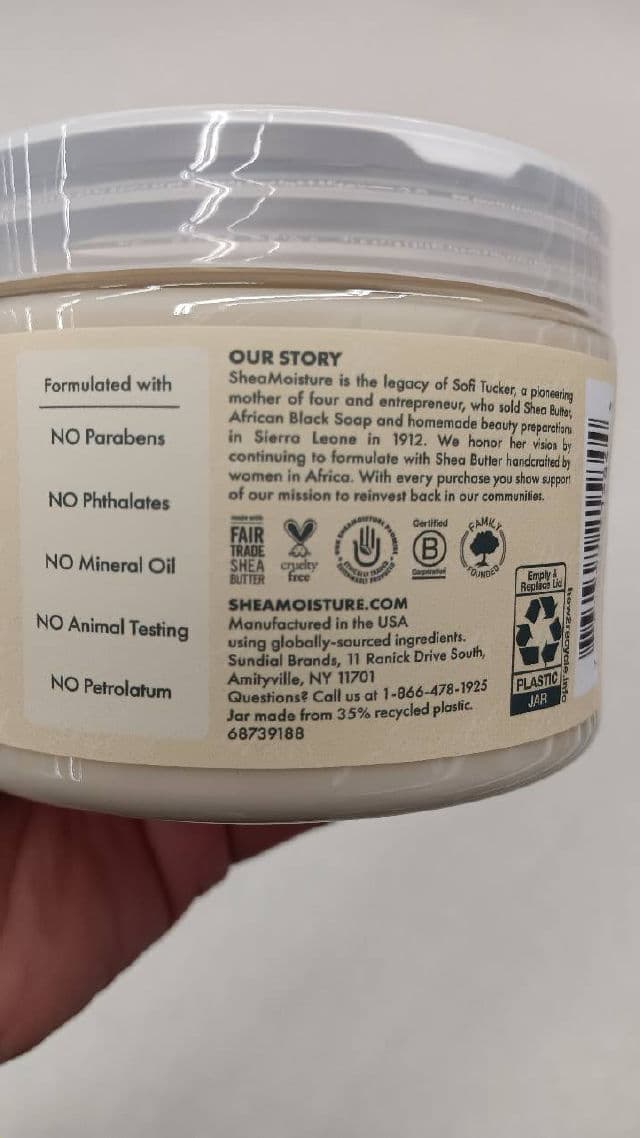 Formulated with
NO Parabens
NO Phthalates
NO Mineral Oil
NO Animal Testing
NO Petrolatum
OUR STORY
SheaMoisture is the legacy of Sofi Tucker, a pioneering
mother of four and entrepreneur, who sold Shea Butter,
African Black Soap and homemade beauty preparations
in Sierra Leone in 1912. We honor her vision by
continuing to formulate with Shea Butter handcrafted by
women in Africa. With every purchase you show support
of our mission to reinvest back in our communities.
made with
FAIR
TRADE
SHEA
BUTTER
cruelty
free
Certified
B
Corporation
FAMILY
FOUNDED
SHEAMOISTURE.COM
Manufactured in the USA
using globally-sourced ingredients.
Sundial Brands, 11 Ranick Drive South,
Amityville, NY 11701
Questions? Call us at 1-866-478-1925
Jar made from 35% recycled plastic.
68739188
Empty &
Replace Lid
PLASTIC
JAR
how2recycle.info